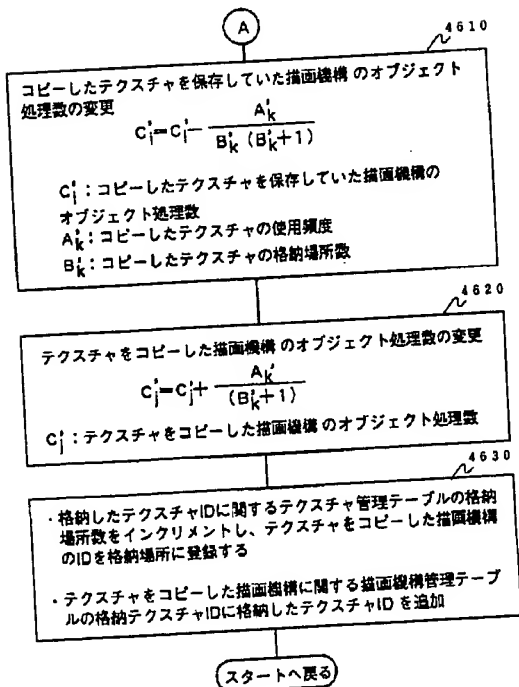 A
4610
コピーしたテクスチャを保存していた描画機構のオブジェクト
処理数の変更
C'i=C'i− A'k / B'k (B'k+1)
C'i：コピーしたテクスチャを保存していた描画機構の
オブジェクト処理数
A'k：コピーしたテクスチャの使用頻度
B'k：コピーしたテクスチャの格納場所数
4620
テクスチャをコピーした描画機構のオブジェクト処理数の変更
C'j=C'j+ Ak' / (B'k+1)
C'j：テクスチャをコピーした描画機構のオブジェクト処理数
4630
・格納したテクスチャIDに関するテクスチャ管理テーブルの格納
場所数をインクリメントし、テクスチャをコピーした描画機構
のIDを格納場所に登録する
・テクスチャをコピーした描画機構に関する描画機構管理テーブ
ルの格納テクスチャIDに格納したテクスチャID を追加
スタートへ戻る